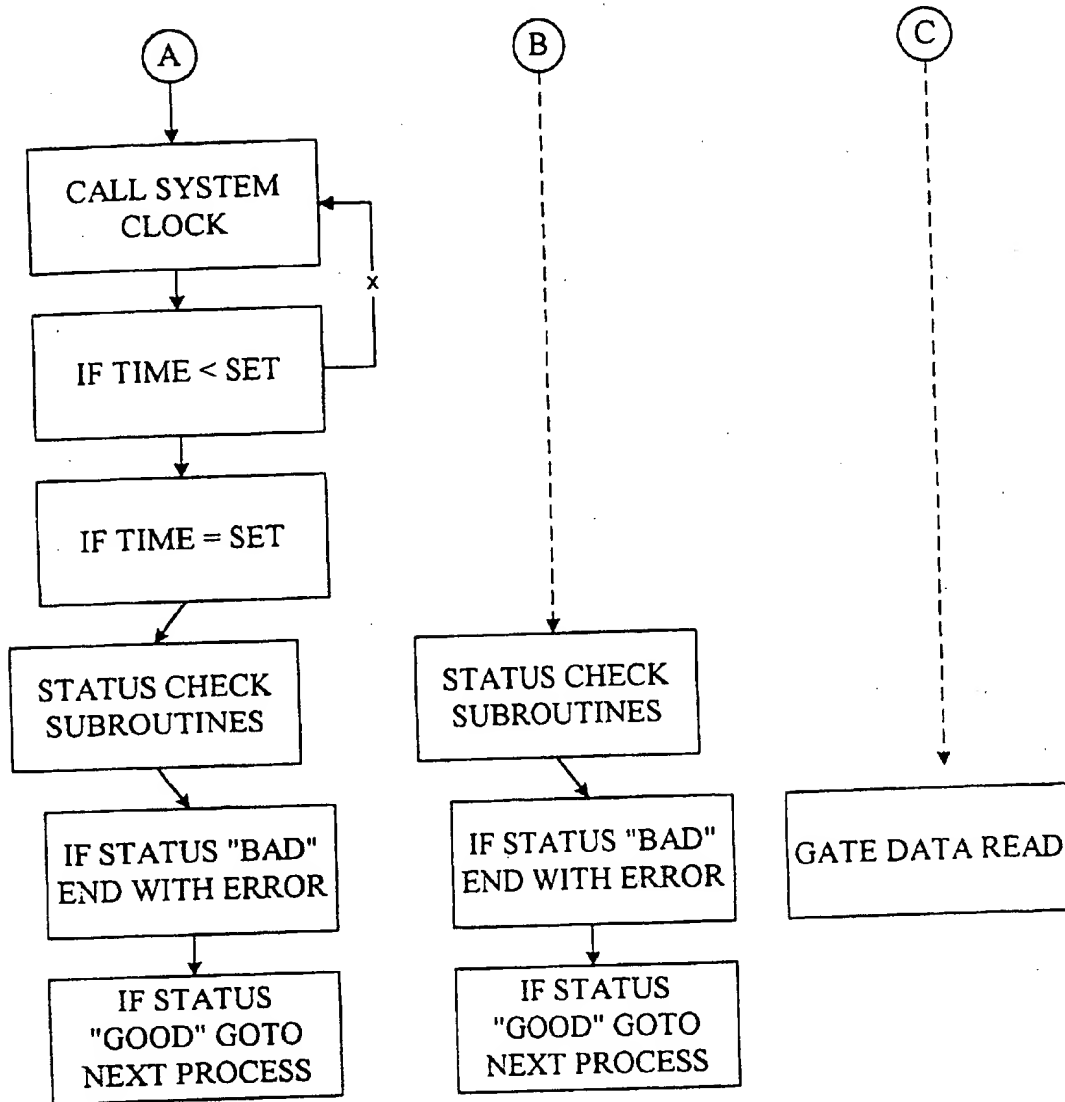 A
B
C
CALL SYSTEM
CLOCK
x
IF TIME < SET
IF TIME = SET
STATUS CHECK
SUBROUTINES
IF STATUS "BAD"
END WITH ERROR
IF STATUS
"GOOD" GOTO
NEXT PROCESS
STATUS CHECK
SUBROUTINES
IF STATUS "BAD"
END WITH ERROR
IF STATUS
"GOOD" GOTO
NEXT PROCESS
GATE DATA READ